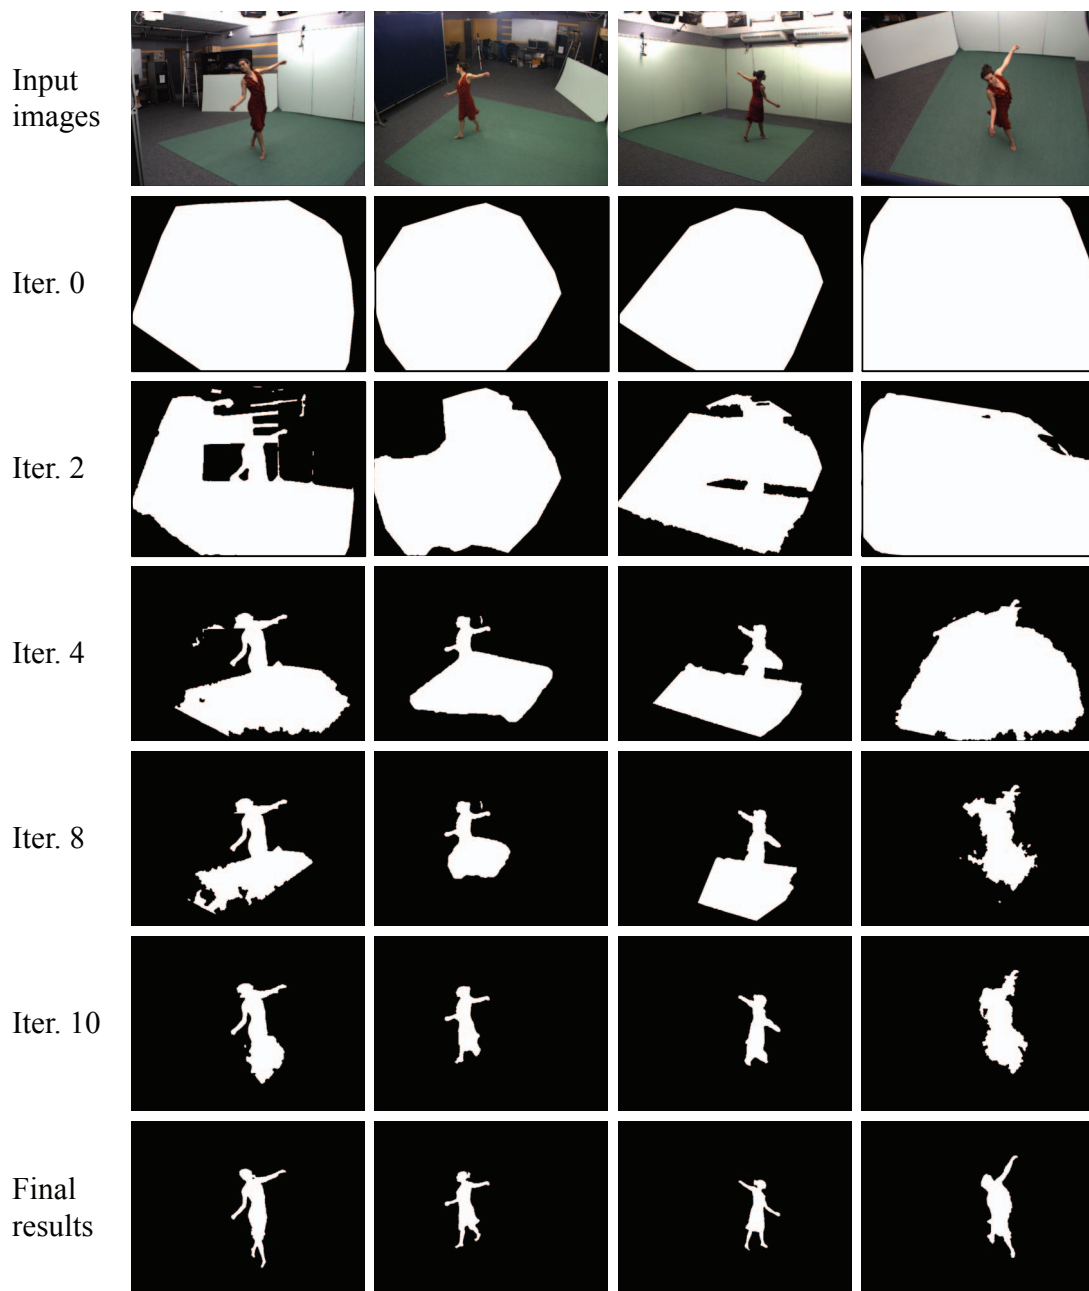 Input
images
Iter. 0
Iter. 2
Iter. 4
Iter. 8
Iter. 10
Final
results